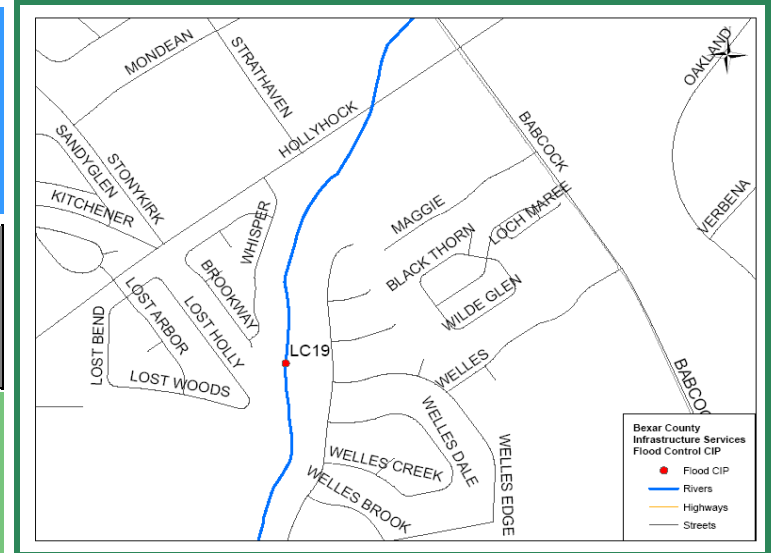 MONDEAN
STRATHAVEN
OAKLAND
HOLLYHOCK
BABCOCK
SANDYGLEN
STONYKIRK
KITCHENER
WHISPER
MAGGIE
LOCH MAREE
VERBENA
BLACK THORN
BROOKWAY
WILDE GLEN
LOST ARBOR
LOST HOLLY
LOST BEND
LC19
LOST WOODS
WELLES
BABCO
WELLES DALE
WELLES EDGE
WELLES CREEK
WELLES BROOK
Bexar County
Infrastructure Services
Flood Control CIP
Flood CIP
Rivers
Highways
Streets